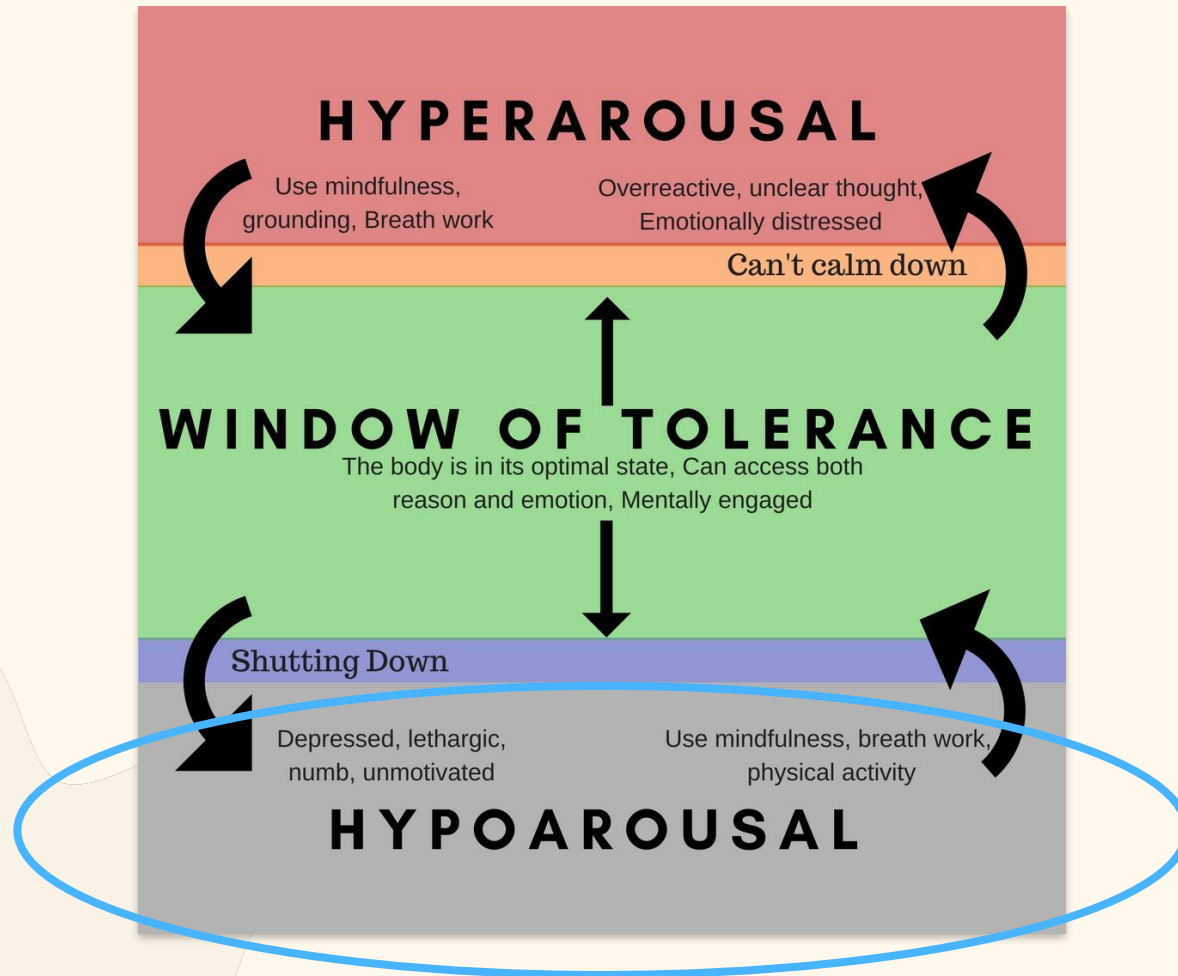 HYPERAROUSAL
Use mindfulness,
grounding, Breath work
Overreactive, unclear thought,
Emotionally distressed
Can't calm down
WINDOW OF TOLERANCE
The body is in its optimal state, Can access both
reason and emotion, Mentally engaged
Shutting Down
Depressed, lethargic,
numb, unmotivated
Use mindfulness, breath work,
physical activity
HYPOAROUSAL